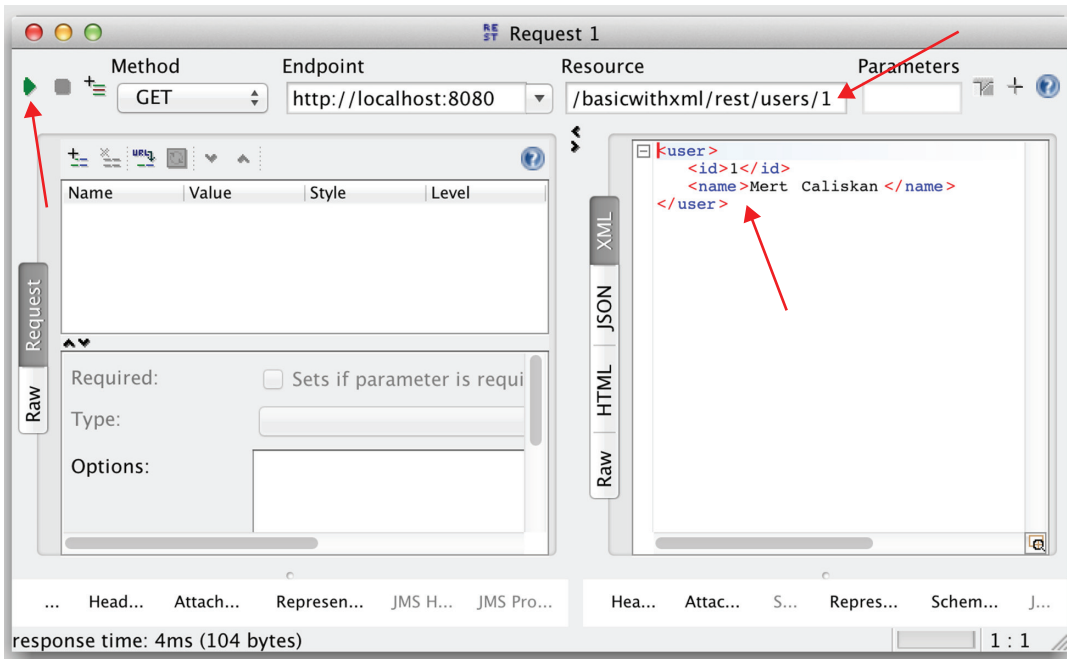 RE ST Request 1
Method Endpoint Resource Parameters
GET http://localhost:8080 /basicwithxml/rest/users/1
URL
Name Value Style Level
Request
Raw
Required: Sets if parameter is requi
Type:
Options:
XML
JSON
HTML
Raw
<user>
<id>1</id>
<name>Mert Caliskan</name>
</user>
... Head... Attach... Represen... JMS H... JMS Pro...
Hea... Attac... S... Repres... Schem... J...
response time: 4ms (104 bytes)
1 : 1